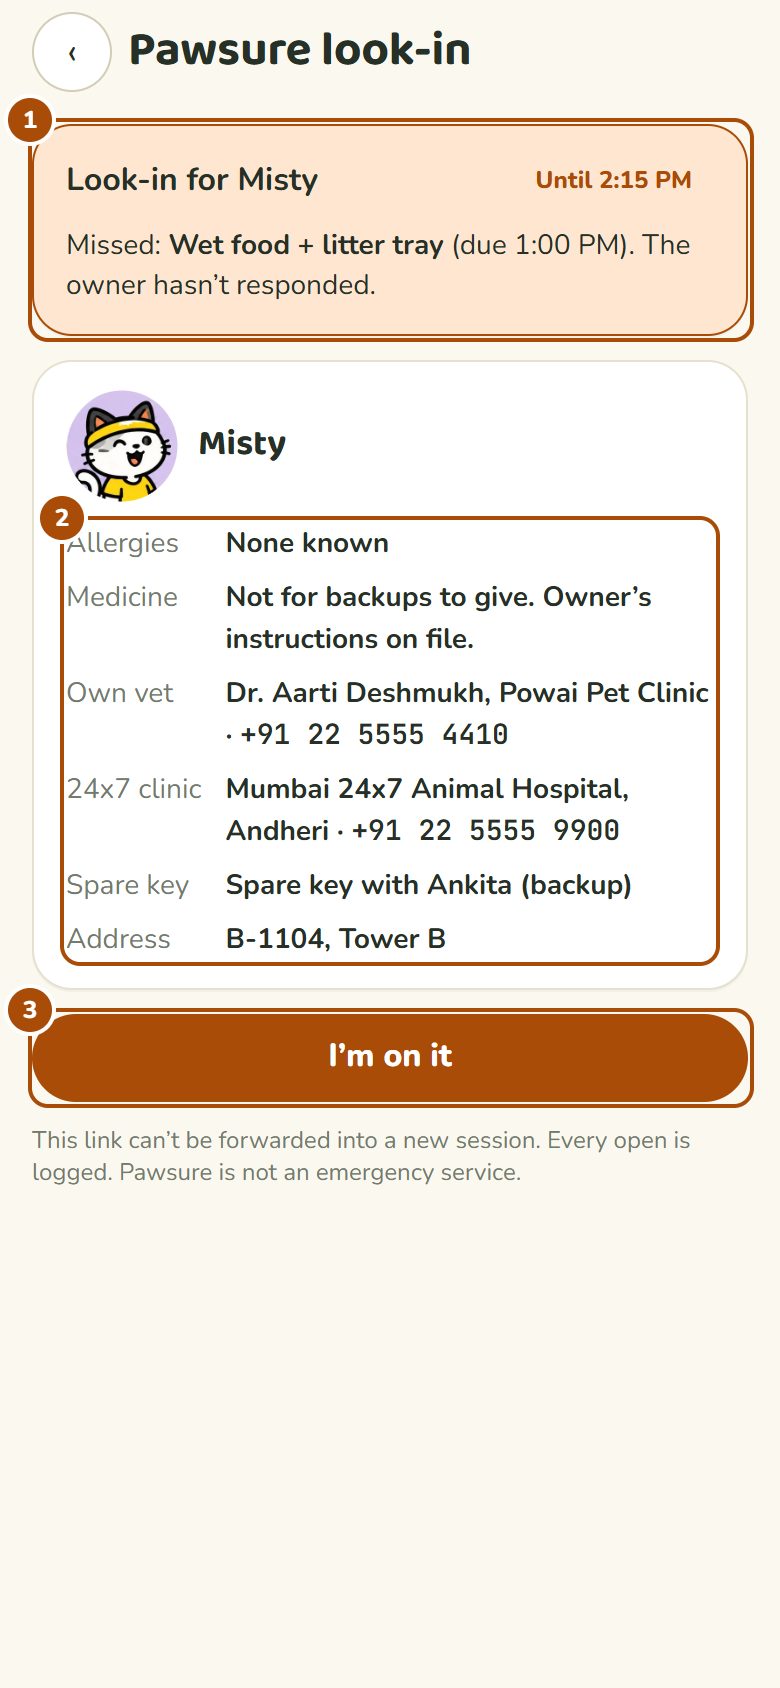 ‹ Pawsure look-in
1
Look-in for Misty Until 2:15 PM
Missed: Wet food + litter tray (due 1:00 PM). The
owner hasn’t responded.
Misty
2
Allergies None known
Medicine Not for backups to give. Owner’s
instructions on file.
Own vet Dr. Aarti Deshmukh, Powai Pet Clinic
· +91 22 5555 4410
24x7 clinic Mumbai 24x7 Animal Hospital,
Andheri · +91 22 5555 9900
Spare key Spare key with Ankita (backup)
Address B-1104, Tower B
3
I’m on it
This link can’t be forwarded into a new session. Every open is
logged. Pawsure is not an emergency service.